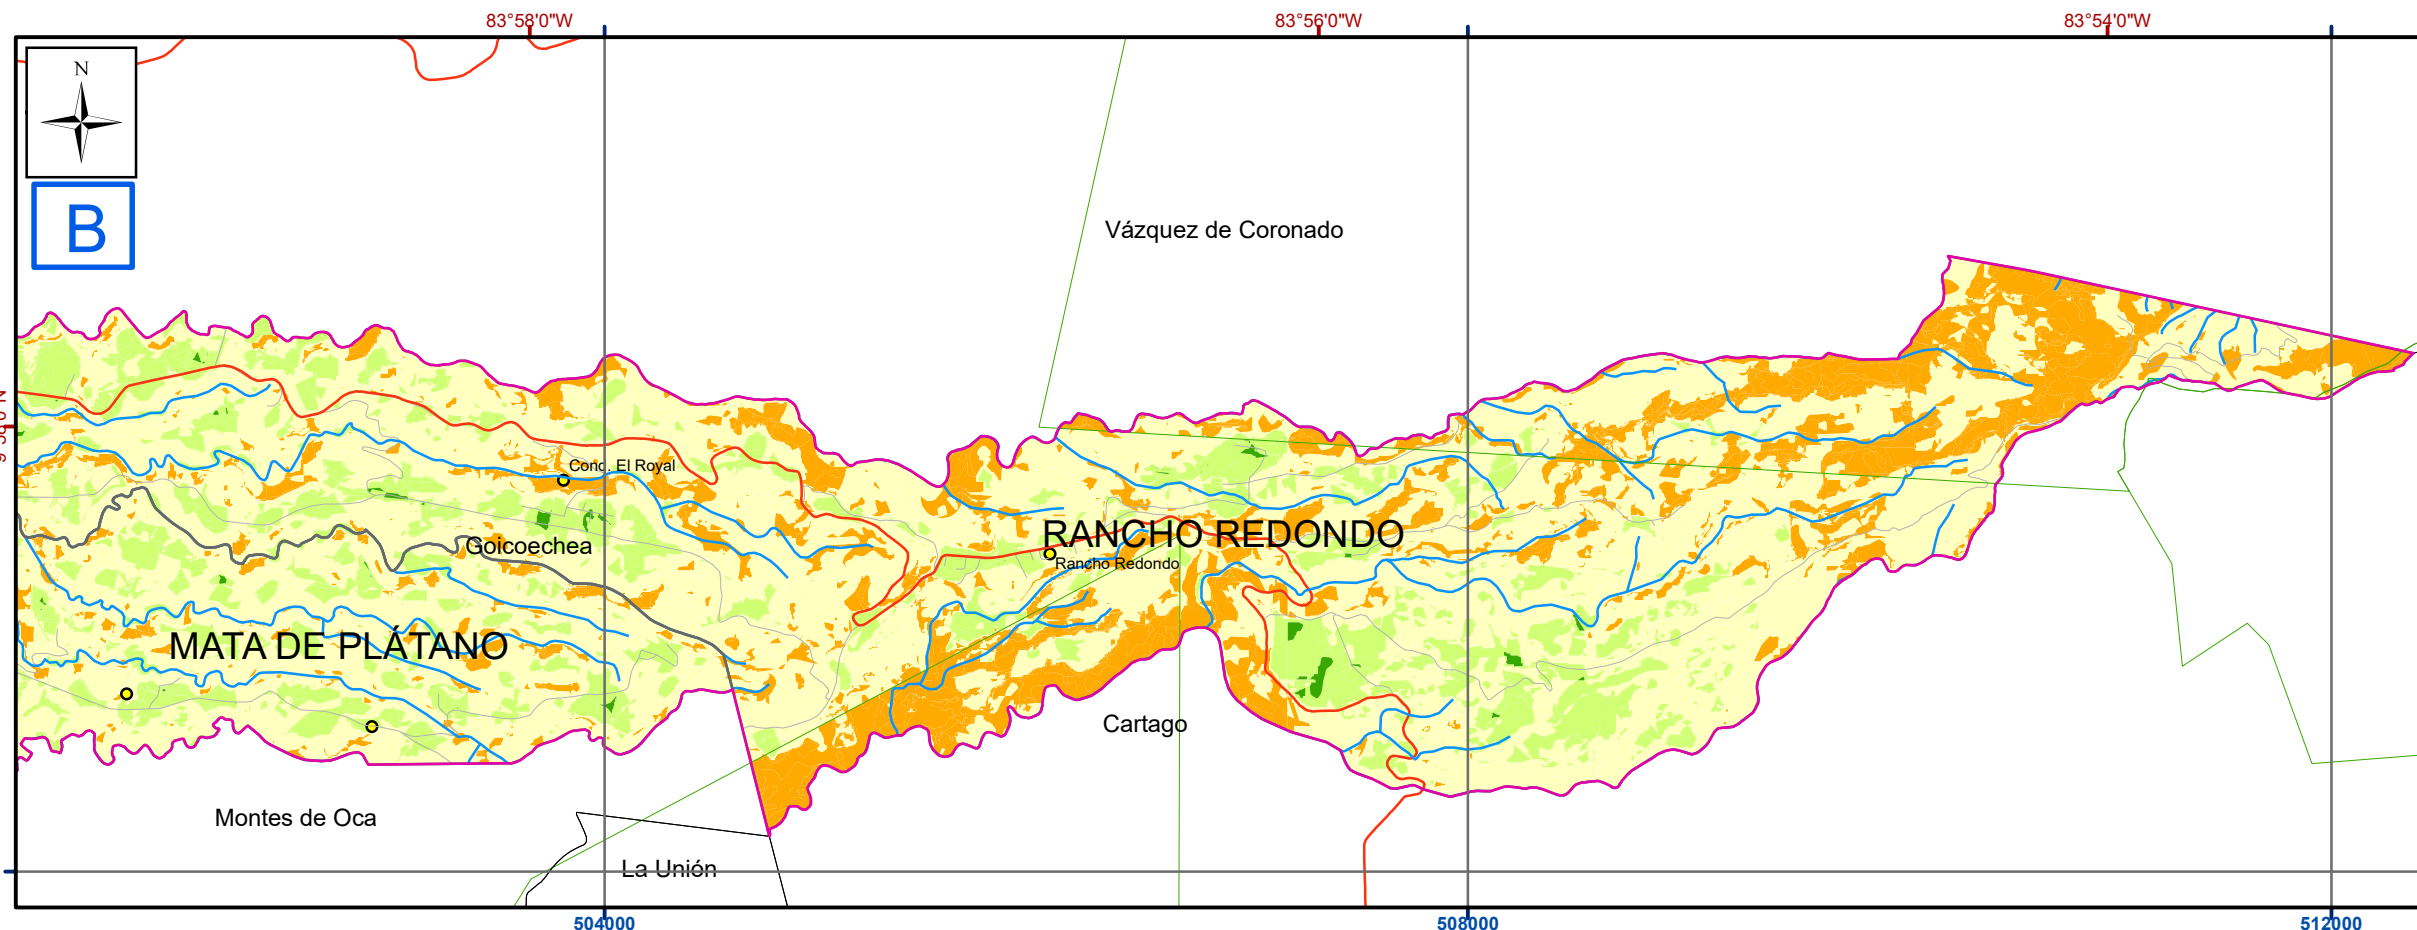 83°58'0"W
83°56'0"W
83°54'0"W
N
B
Vázquez de Coronado
Cond. El Royal
RANCHO REDONDO
Goicoechea
Rancho Redondo
MATA DE PLÁTANO
Cartago
Montes de Oca
La Unión
504000
508000
512000